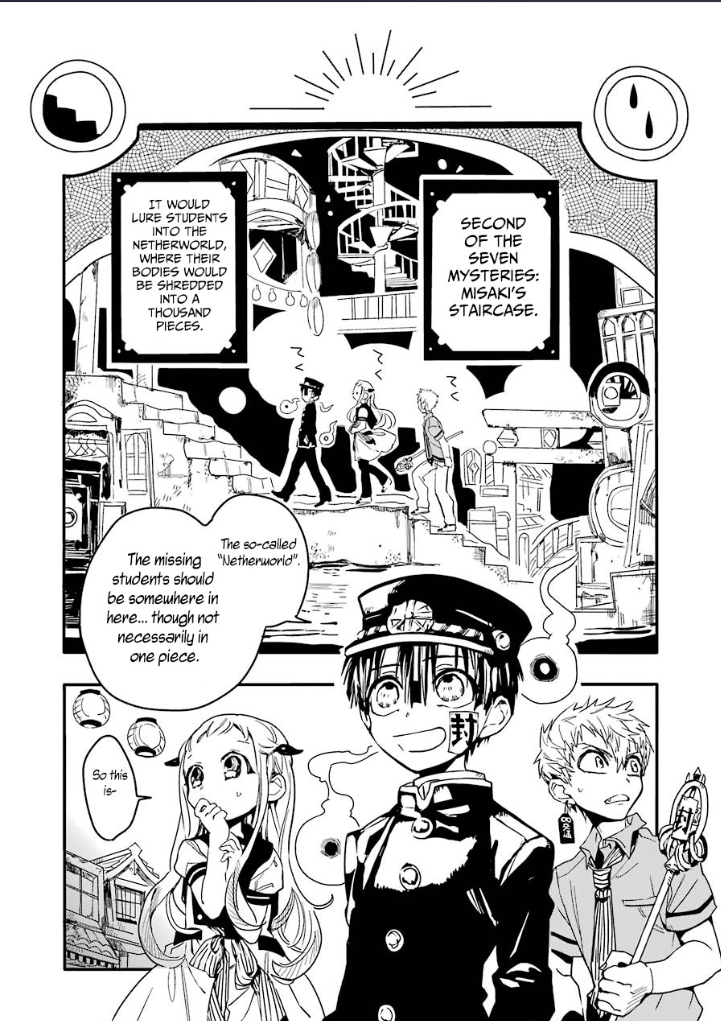 SECOND
OF THE
SEVEN
MYSTERIES:
MISAKI'S
STAIRCASE.
IT WOULD
LURE STUDENTS
INTO THE
NETHERWORLD,
WHERE THEIR
BODIES WOULD
BE SHREDDED
INTO A
THOUSAND
PIECES.
The so-called
"Netherworld".
The missing
students should
be somewhere in
here... though not
necessarily in
one piece.
封
So this
is-